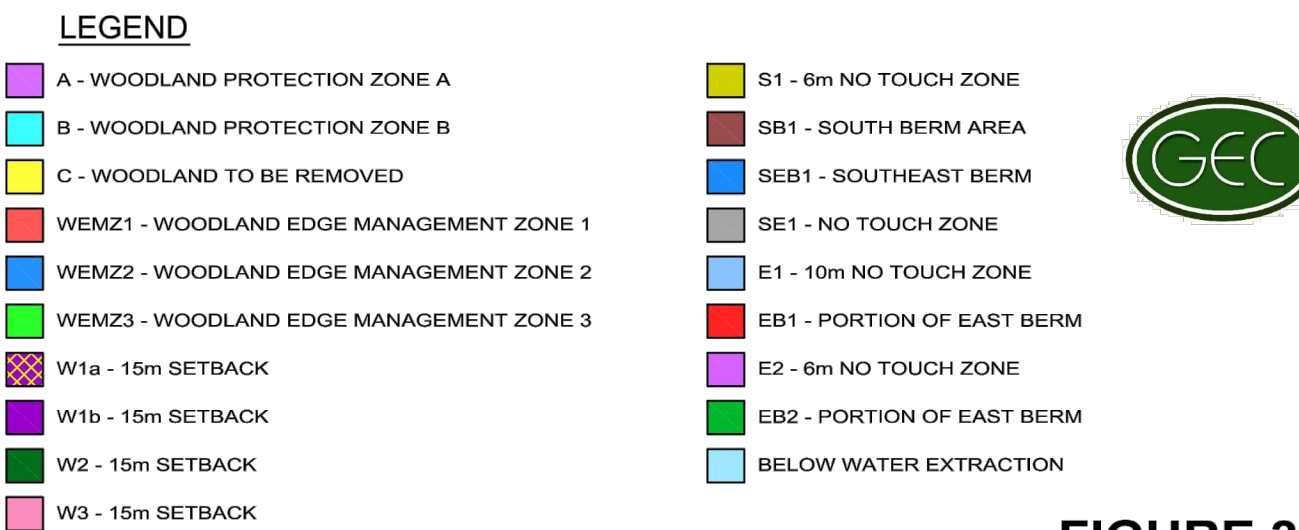 LEGEND
A - WOODLAND PROTECTION ZONE A
B - WOODLAND PROTECTION ZONE B
C - WOODLAND TO BE REMOVED
WEMZ1 - WOODLAND EDGE MANAGEMENT ZONE 1
WEMZ2 - WOODLAND EDGE MANAGEMENT ZONE 2
WEMZ3 - WOODLAND EDGE MANAGEMENT ZONE 3
W1a - 15m SETBACK
W1b - 15m SETBACK
W2 - 15m SETBACK
W3 - 15m SETBACK
S1 - 6m NO TOUCH ZONE
SB1 - SOUTH BERM AREA
SEB1 - SOUTHEAST BERM
SE1 - NO TOUCH ZONE
E1 - 10m NO TOUCH ZONE
EB1 - PORTION OF EAST BERM
E2 - 6m NO TOUCH ZONE
EB2 - PORTION OF EAST BERM
BELOW WATER EXTRACTION
GEC
FIGURE